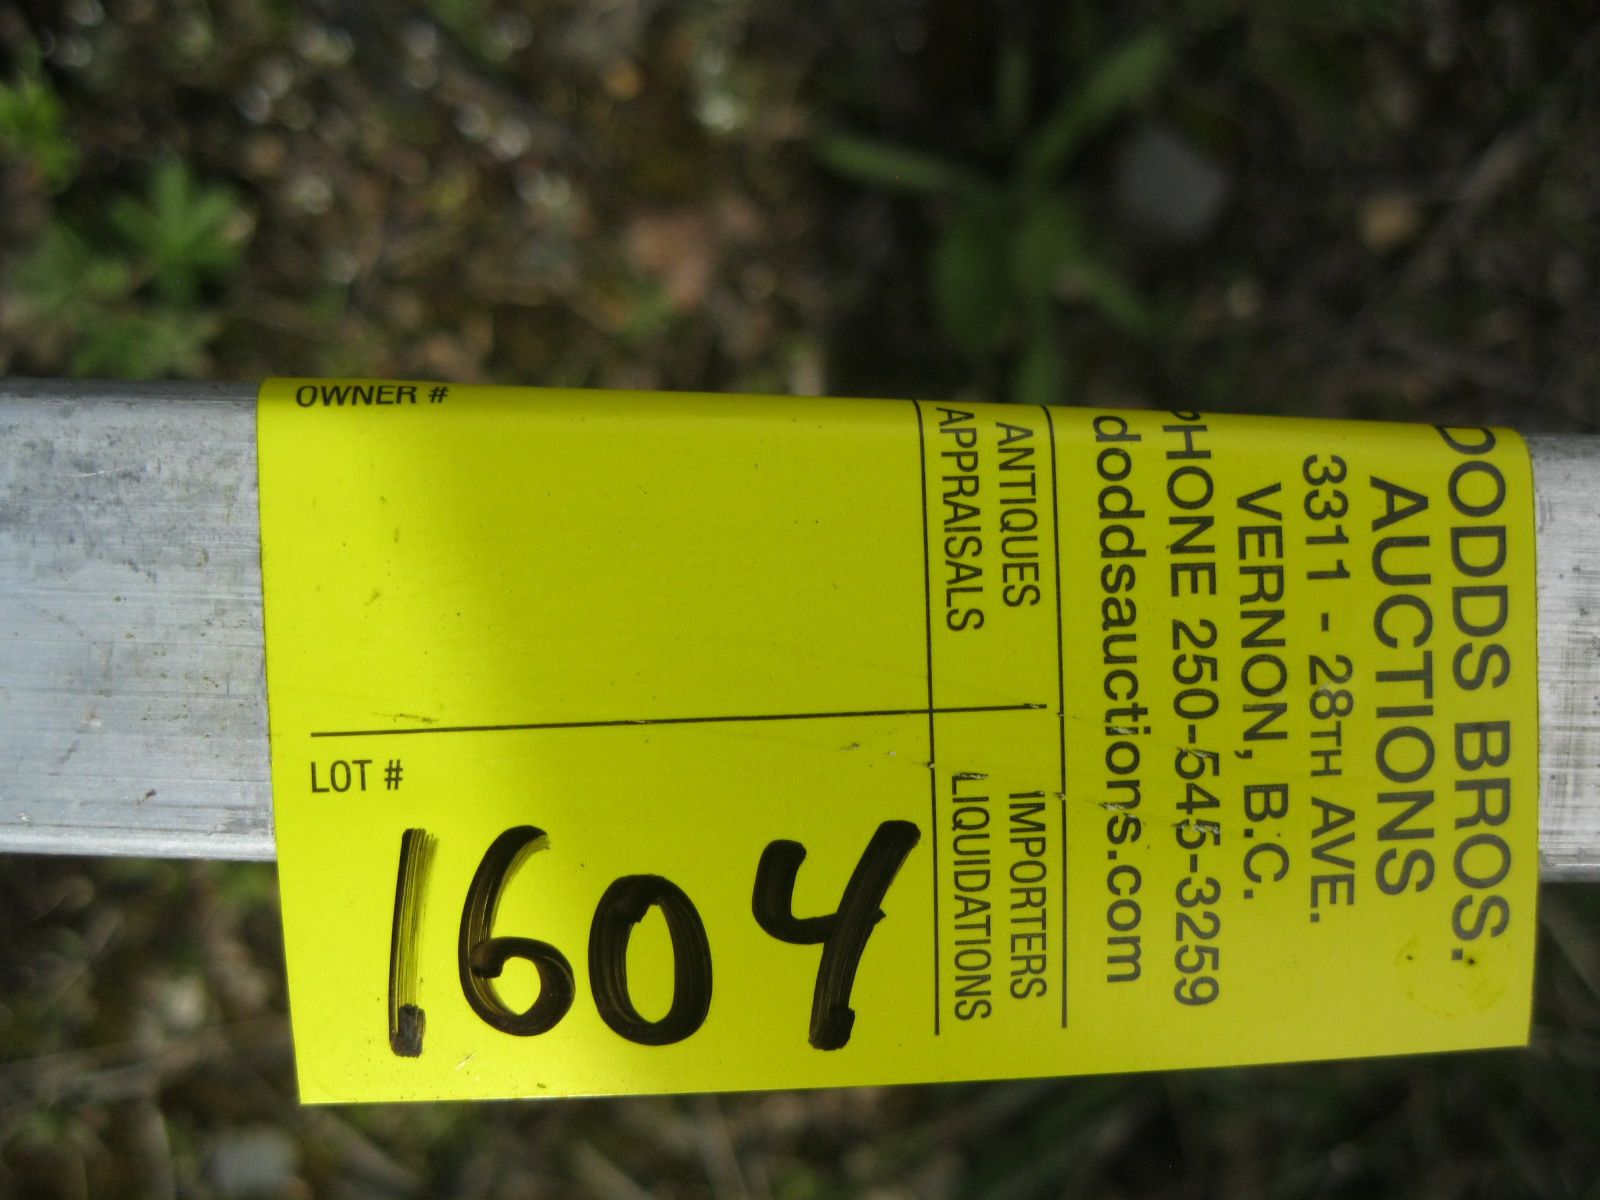 DODDS BROS.
AUCTIONS
3311 - 28TH AVE.
VERNON, B.C.
PHONE 250-545-3259
doddsauctions.com
ANTIQUES
APPRAISALS
IMPORTERS
LIQUIDATIONS
OWNER #
LOT #
1604